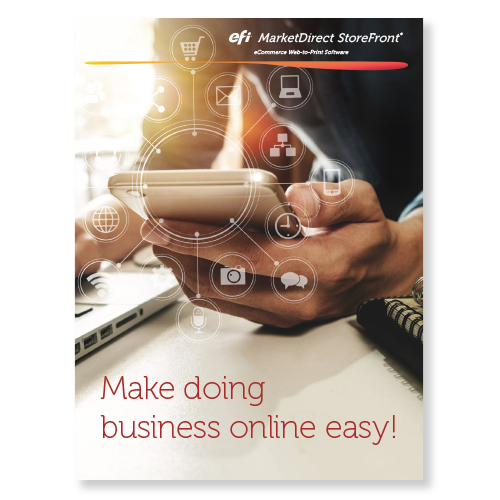 efi MarketDirect StoreFront®
eCommerce Web-to-Print Software
Make doing
business online easy!